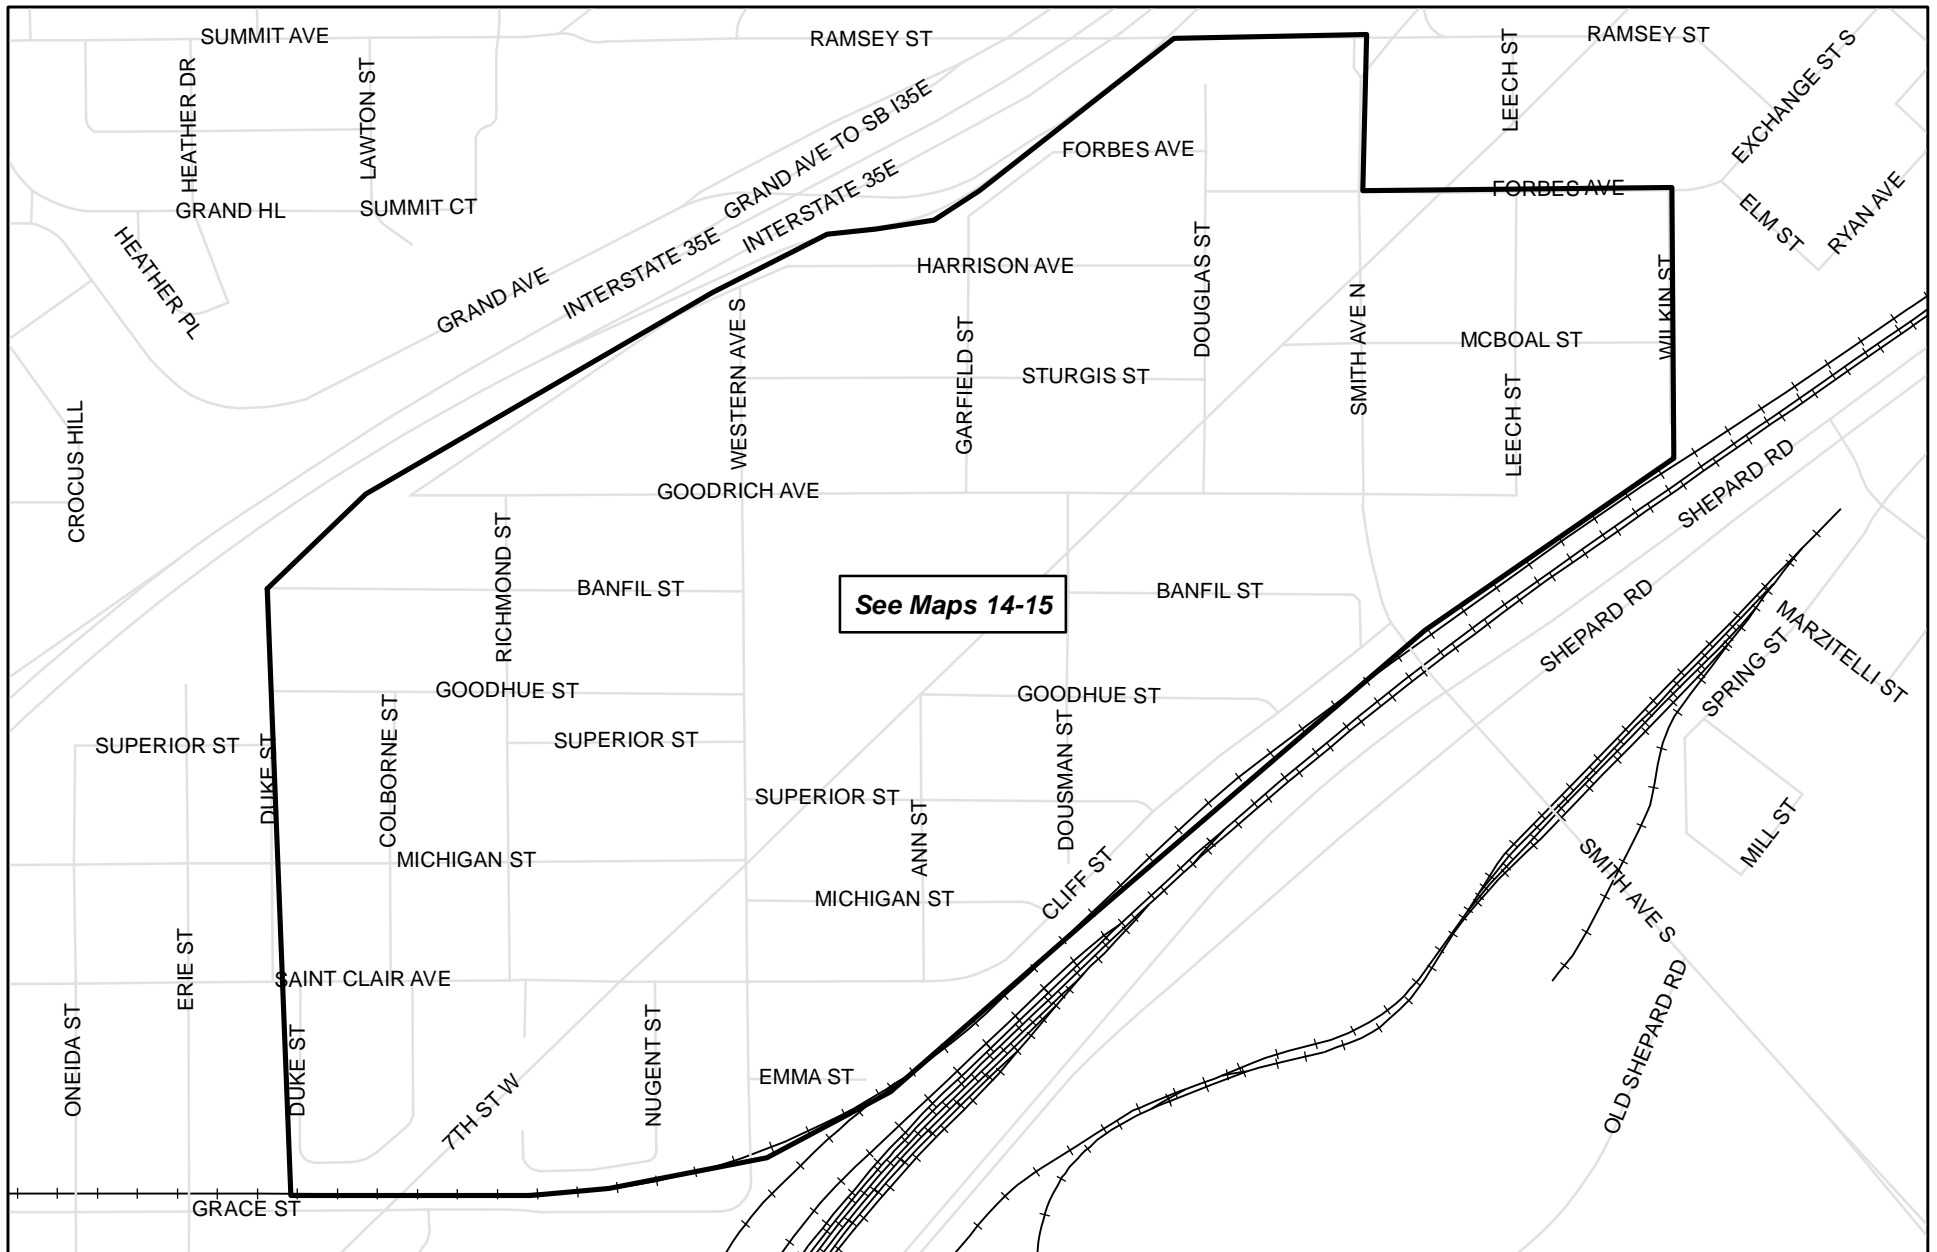 SUMMIT AVE
RAMSEY ST
RAMSEY ST
HEATHER DR
LAWTON ST
LEECH ST
EXCHANGE ST S
GRAND AVE TO SB I35E
FORBES AVE
INTERSTATE 35E
FORBES AVE
GRAND HL
SUMMIT CT
ELM ST
RYAN AVE
HEATHER PL
INTERSTATE 35E
HARRISON AVE
DOUGLAS ST
WILKIN ST
GRAND AVE
WESTERN AVE S
GARFIELD ST
SMITH AVE N
MCBOAL ST
STURGIS ST
LEECH ST
CROCUS HILL
GOODRICH AVE
SHEPARD RD
RICHMOND ST
BANFIL ST
See Maps 14-15
BANFIL ST
SHEPARD RD
MARZITELLI ST
SPRING ST
GOODHUE ST
GOODHUE ST
SUPERIOR ST
DUKE ST
COLBORNE ST
SUPERIOR ST
DOUSMAN ST
SUPERIOR ST
ANN ST
MILL ST
MICHIGAN ST
CLIFF ST
SMITH AVE S
MICHIGAN ST
ERIE ST
SAINT CLAIR AVE
ONEIDA ST
DUKE ST
NUGENT ST
EMMA ST
OLD SHEPARD RD
7TH ST W
GRACE ST